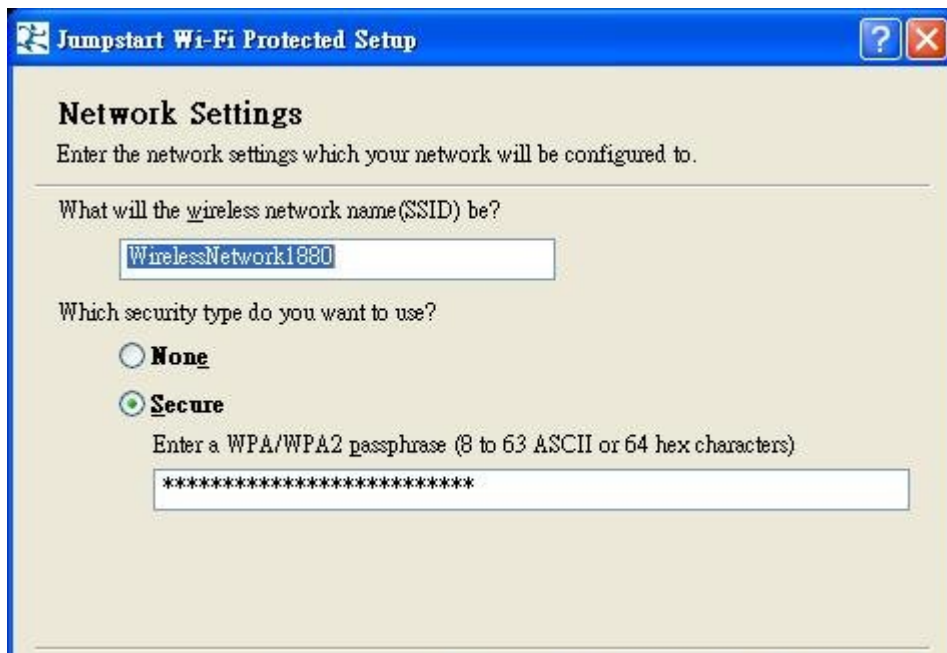 Jumpstart Wi-Fi Protected Setup
Network Settings
Enter the network settings which your network will be configured to.
What will the wireless network name(SSID) be?
WirelessNetwork1880
Which security type do you want to use?
None
Secure
Enter a WPA/WPA2 passphrase (8 to 63 ASCII or 64 hex characters)
**************************